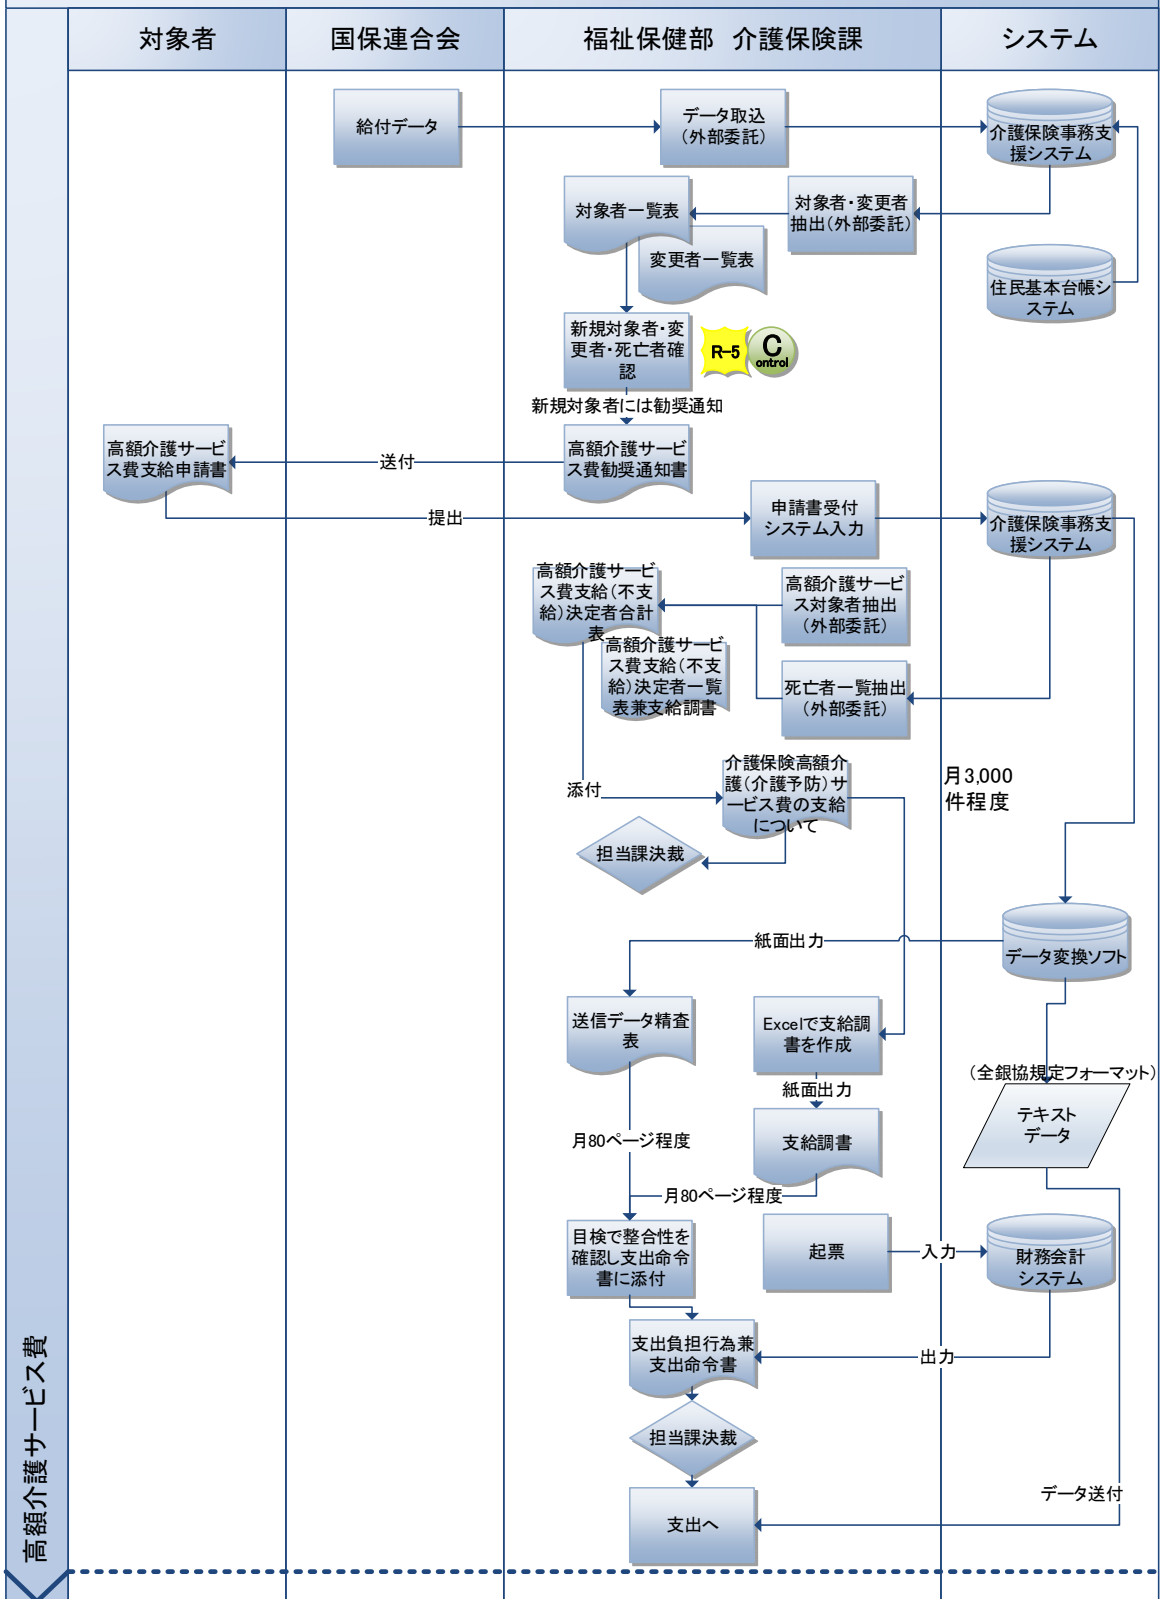 対象者
国保連合会
福祉保健部　介護保険課
システム
給付データ
データ取込
（外部委託）
介護保険事務支
援システム
対象者一覧表
対象者・変更者
抽出（外部委託）
変更者一覧表
住民基本台帳シ
ステム
新規対象者・変
更者・死亡者確
認
R-5
C
ontrol
新規対象者には勧奨通知
高額介護サービ
ス費支給申請書
送付
高額介護サービ
ス費勧奨通知書
提出
申請書受付
システム入力
介護保険事務支
援システム
高額介護サービ
ス費支給（不支
給）決定者合計
表
高額介護サービ
ス対象者抽出
（外部委託）
高額介護サービ
ス費支給（不支
給）決定者一覧
表兼支給調書
死亡者一覧抽出
（外部委託）
添付
介護保険高額介
護（介護予防）サ
ービス費の支給
について
月3,000
件程度
担当課決裁
紙面出力
データ変換ソフト
送信データ精査
表
Excelで支給調
書を作成
紙面出力
（全銀協規定フォーマット）
テキスト
データ
月80ページ程度
支給調書
月80ページ程度
目検で整合性を
確認し支出命令
書に添付
起票
入力
財務会計
システム
支出負担行為兼
支出命令書
出力
担当課決裁
データ送付
支出へ
高額介護サービス費